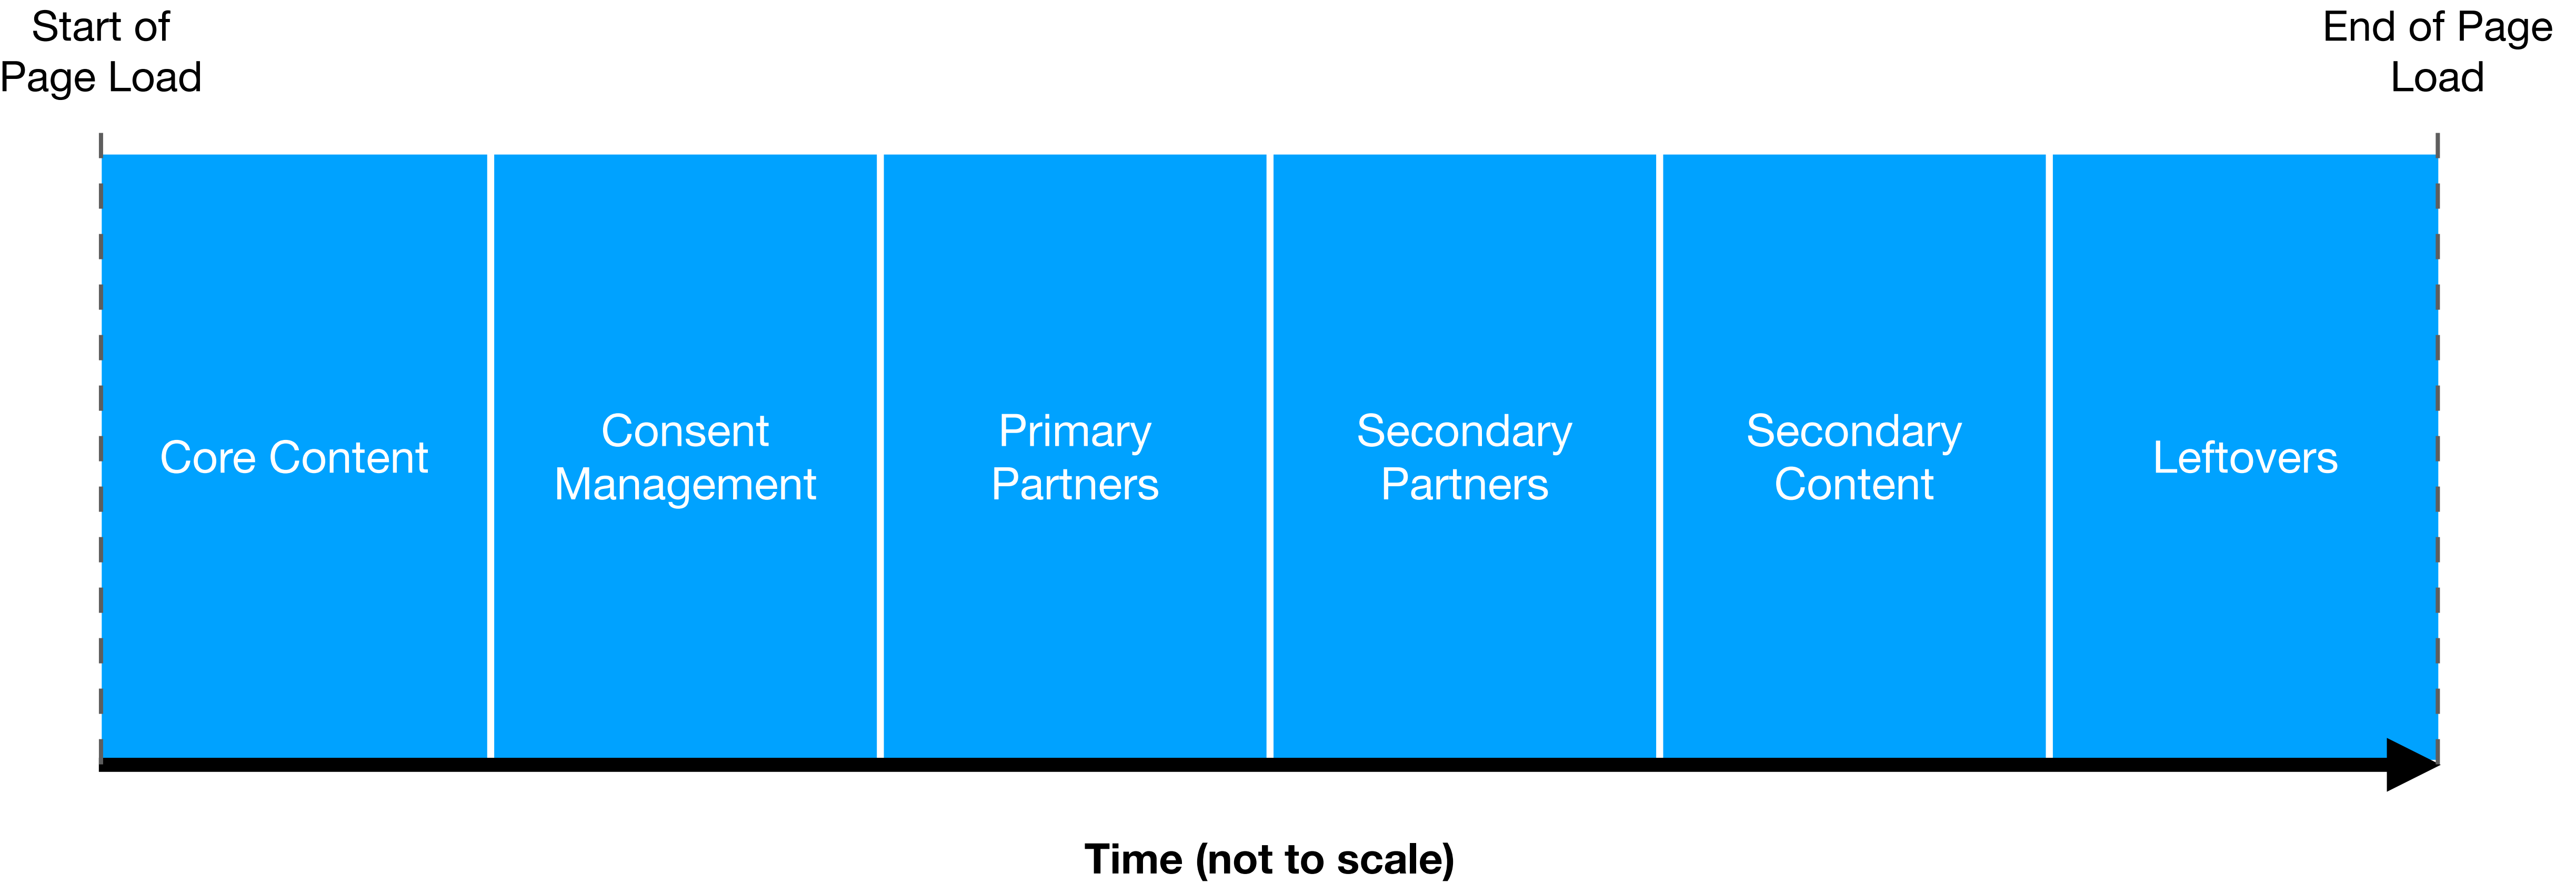 Start of
Page Load
End of Page
Load
Core Content
Consent
Management
Primary
Partners
Secondary
Partners
Secondary
Content
Leftovers
Time (not to scale)